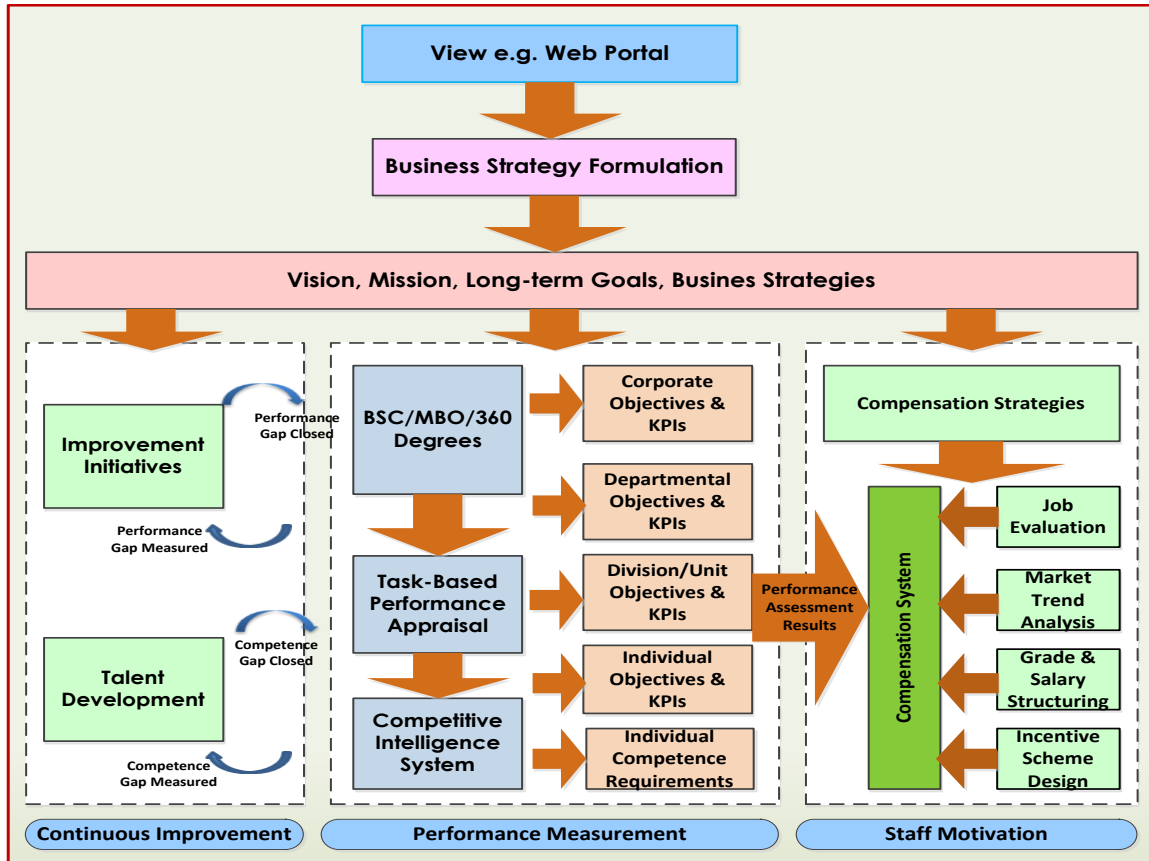 View e.g. Web Portal
Business Strategy Formulation
Vision, Mission, Long-term Goals, Busines Strategies
Improvement
Initiatives
Performance
Gap Closed
Performance
Gap Measured
Talent
Development
Competence
Gap Closed
Competence
Gap Measured
Continuous Improvement
BSC/MBO/360
Degrees
Task-Based
Performance
Appraisal
Competitive
Intelligence
System
Corporate
Objectives &
KPIs
Departmental
Objectives &
KPIs
Division/Unit
Objectives &
KPIs
Individual
Objectives &
KPIs
Individual
Competence
Requirements
Performance Measurement
Performance
Assessment
Results
Compensation Strategies
Compensation System
Job
Evaluation
Market
Trend
Analysis
Grade &
Salary
Structuring
Incentive
Scheme
Design
Staff Motivation